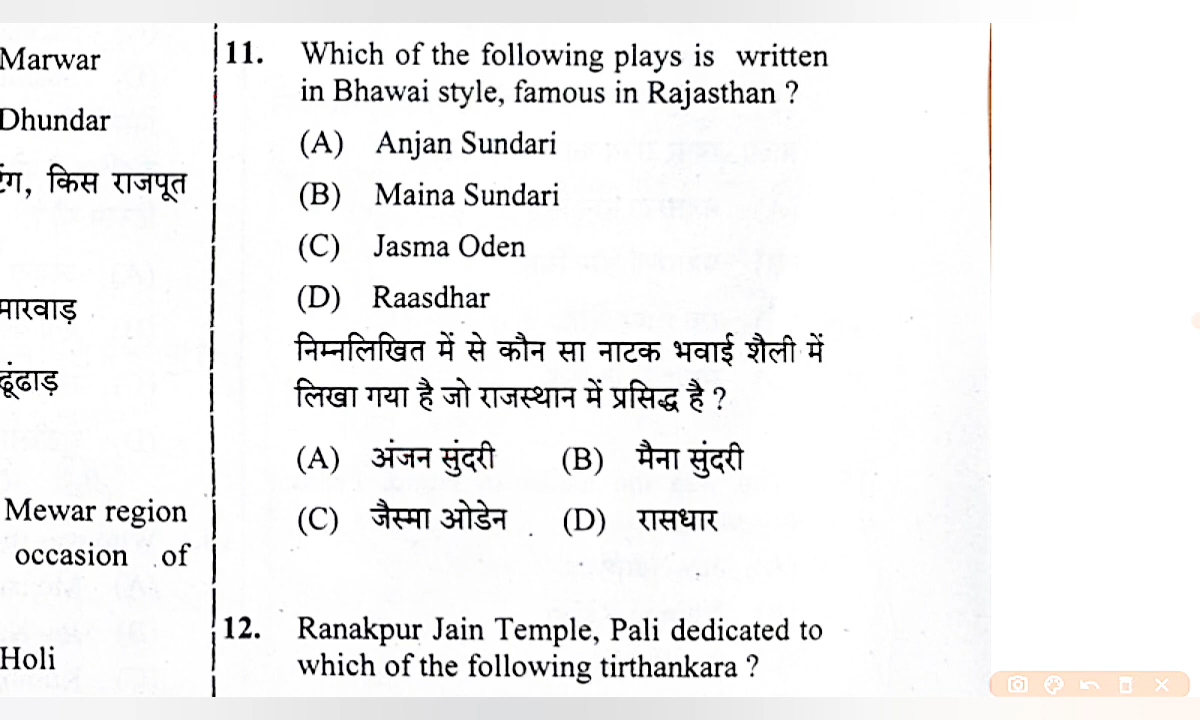 Marwar
Dhundar
किस राजपूत
मारवाड़
ढूंढाड़
Mewar region
occasion of
Holi
11. Which of the following plays is written
in Bhawai style, famous in Rajasthan ?
(A) Anjan Sundari
(B) Maina Sundari
(C) Jasma Oden
(D) Raasdhar
निम्नलिखित में से कौन सा नाटक भवाई शैली में
लिखा गया है जो राजस्थान में प्रसिद्ध है ?
(A) अंजन सुंदरी (B) मैना सुंदरी
(C) जैस्मा ओडेन (D) रासधार
12. Ranakpur Jain Temple, Pali dedicated to
which of the following tirthankara ?